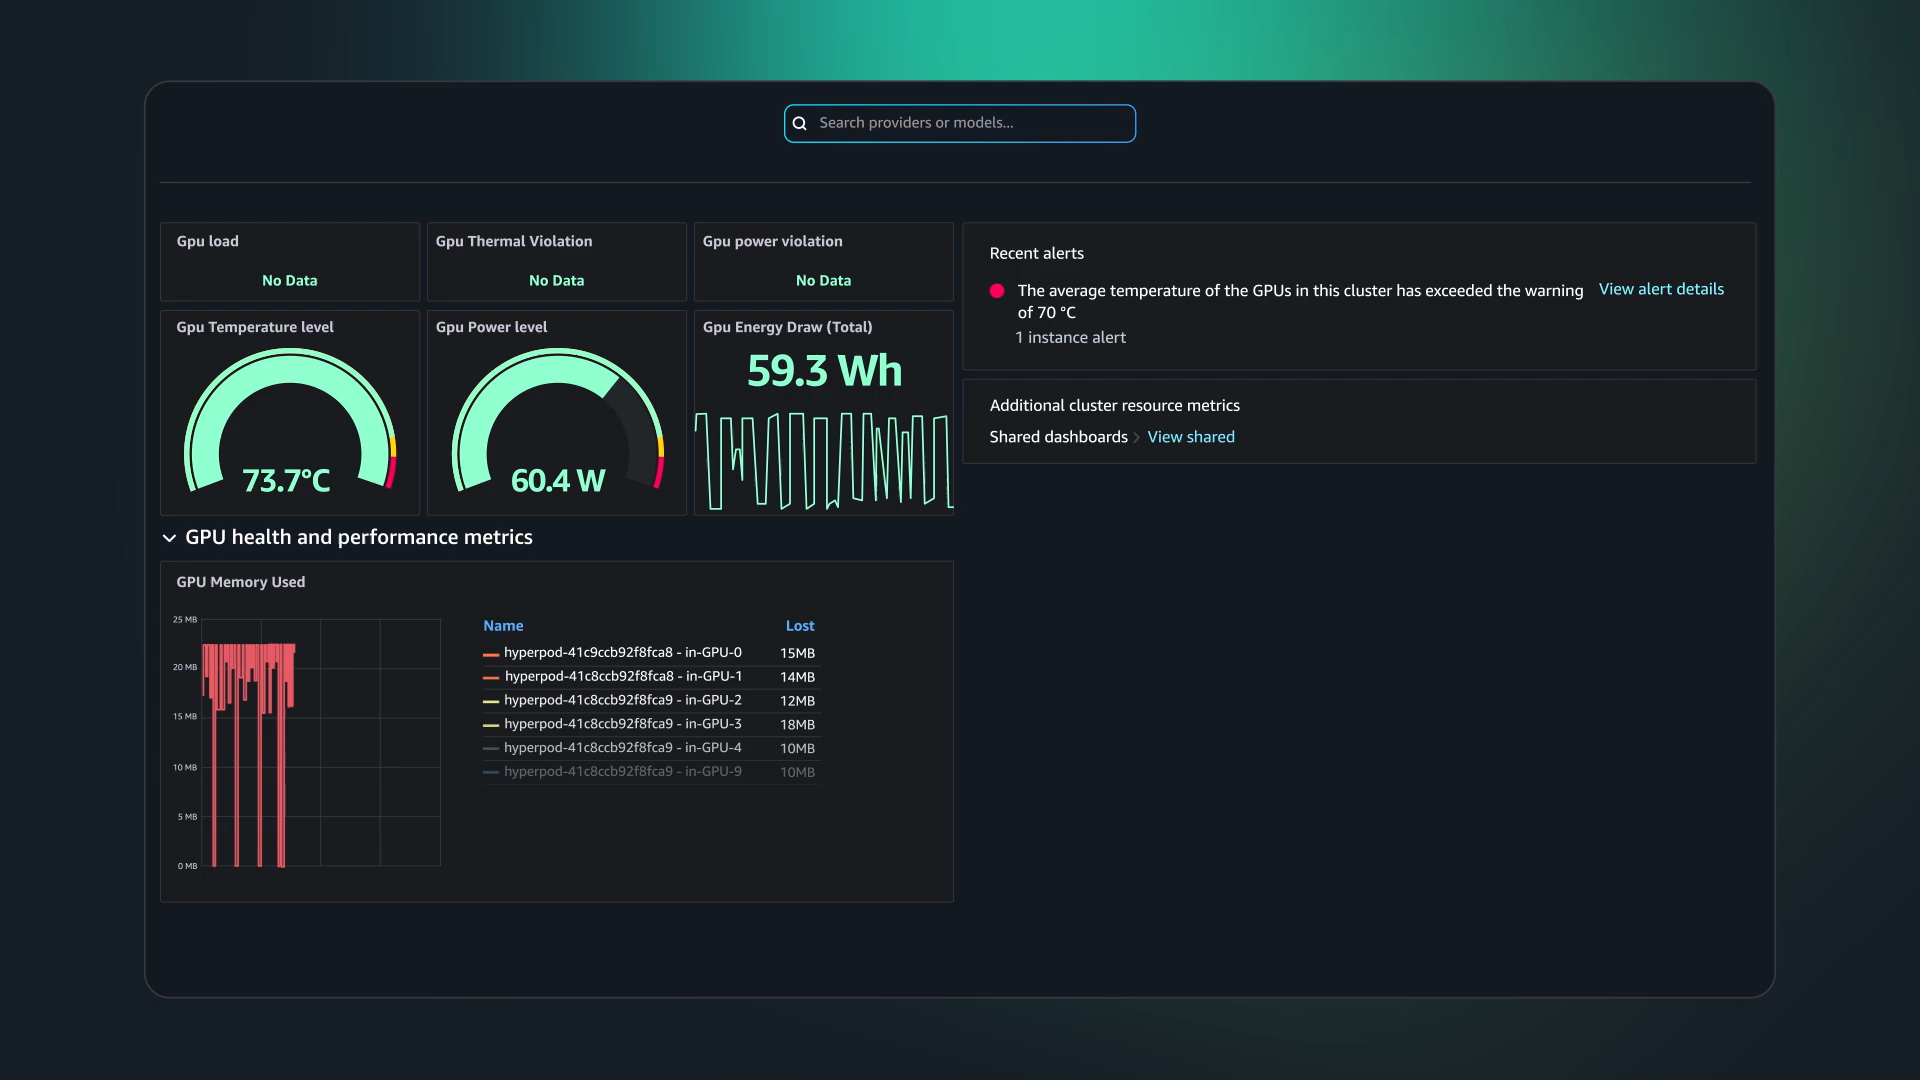 Search providers or models...
Gpu load
No Data
Gpu Thermal Violation
No Data
Gpu power violation
No Data
Gpu Temperature level
73.7°C
Gpu Power level
60.4 W
Gpu Energy Draw (Total)
59.3 Wh
Recent alerts
The average temperature of the GPUs in this cluster has exceeded the warning
of 70 °C
View alert details
1 instance alert
Additional cluster resource metrics
Shared dashboards > View shared
GPU health and performance metrics
GPU Memory Used
25 MB
20 MB
15 MB
10 MB
5 MB
0 MB
Name Lost
hyperpod-41c9ccb92f8fca8 - in-GPU-0 15MB
hyperpod-41c8ccb92f8fca8 - in-GPU-1 14MB
hyperpod-41c8ccb92f8fca9 - in-GPU-2 12MB
hyperpod-41c8ccb92f8fca9 - in-GPU-3 18MB
hyperpod-41c8ccb92f8fca9 - in-GPU-4 10MB
hyperpod-41c8ccb92f8fca9 - in-GPU-9 10MB